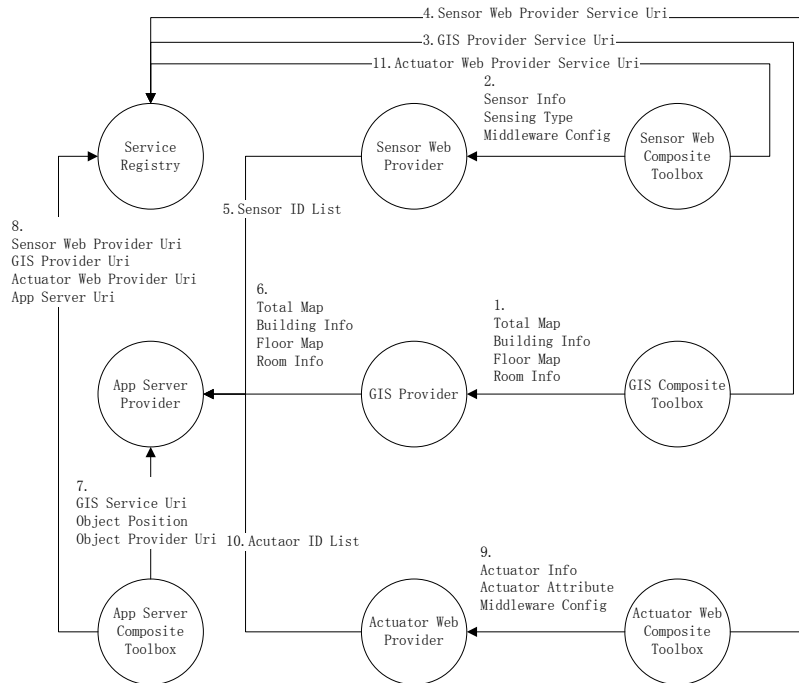 4. Sensor Web Provider Service Uri
3. GIS Provider Service Uri
11. Actuator Web Provider Service Uri
2.
Sensor Info
Sensing Type
Middleware Config
Service
Registry
Sensor Web
Provider
Sensor Web
Composite
Toolbox
5. Sensor ID List
8.
Sensor Web Provider Uri
GIS Provider Uri
Actuator Web Provider Uri
App Server Uri
6.
Total Map
Building Info
Floor Map
Room Info
1.
Total Map
Building Info
Floor Map
Room Info
App Server
Provider
GIS Provider
GIS Composite
Toolbox
7.
GIS Service Uri
Object Position
Object Provider Uri
10. Acutaor ID List
9.
Actuator Info
Actuator Attribute
Middleware Config
App Server
Composite
Toolbox
Actuator Web
Provider
Actuator Web
Composite
Toolbox